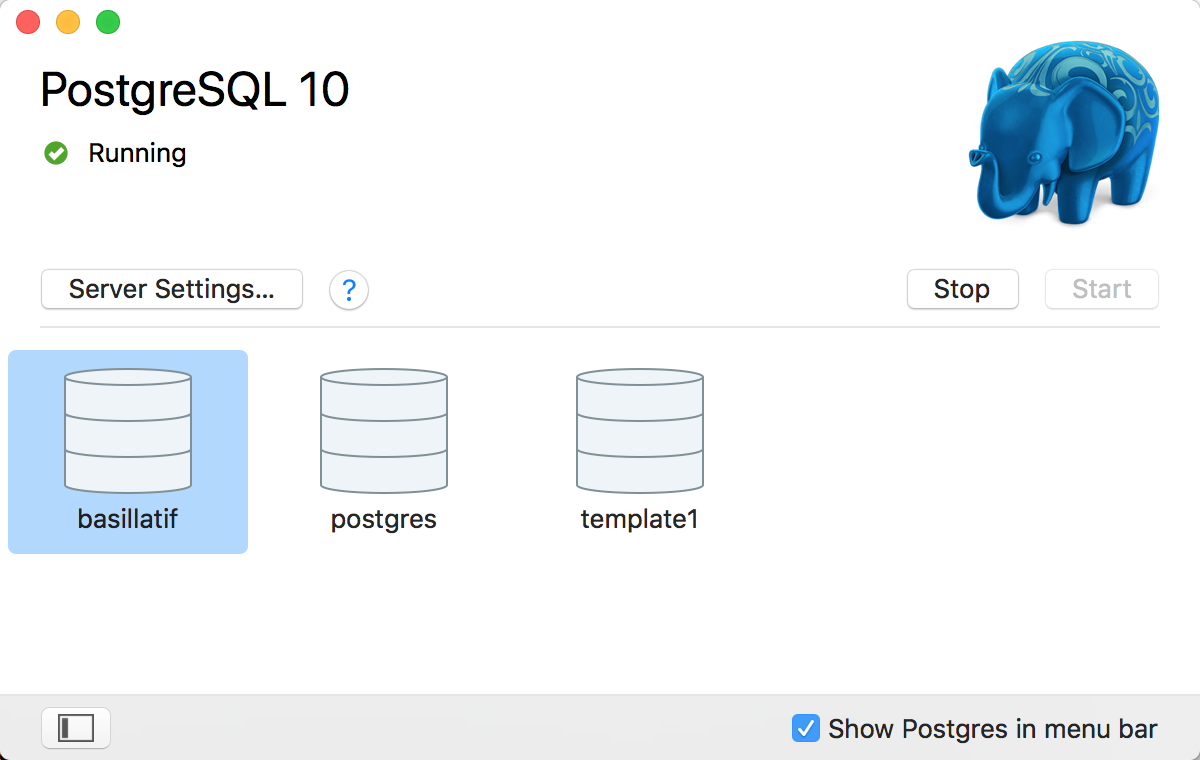 PostgreSQL 10
Running
Server Settings...
?
Stop
Start
basillatif
postgres
template1
Show Postgres in menu bar